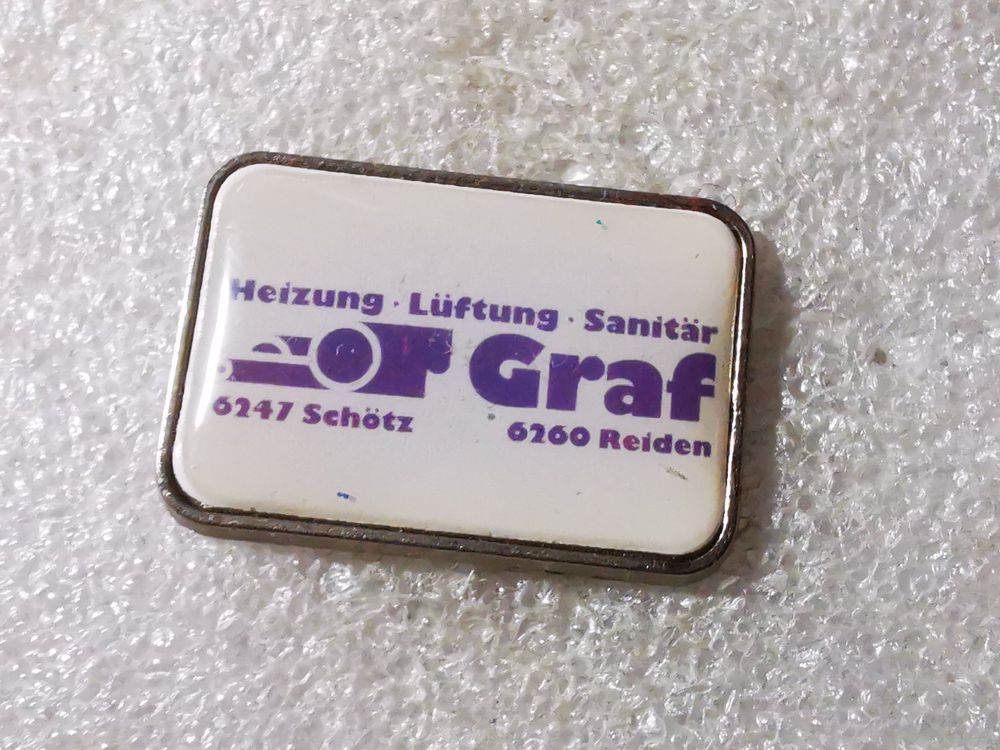 Heizung · Lüftung · Sanitär
Graf
6247 Schötz
6260 Reiden